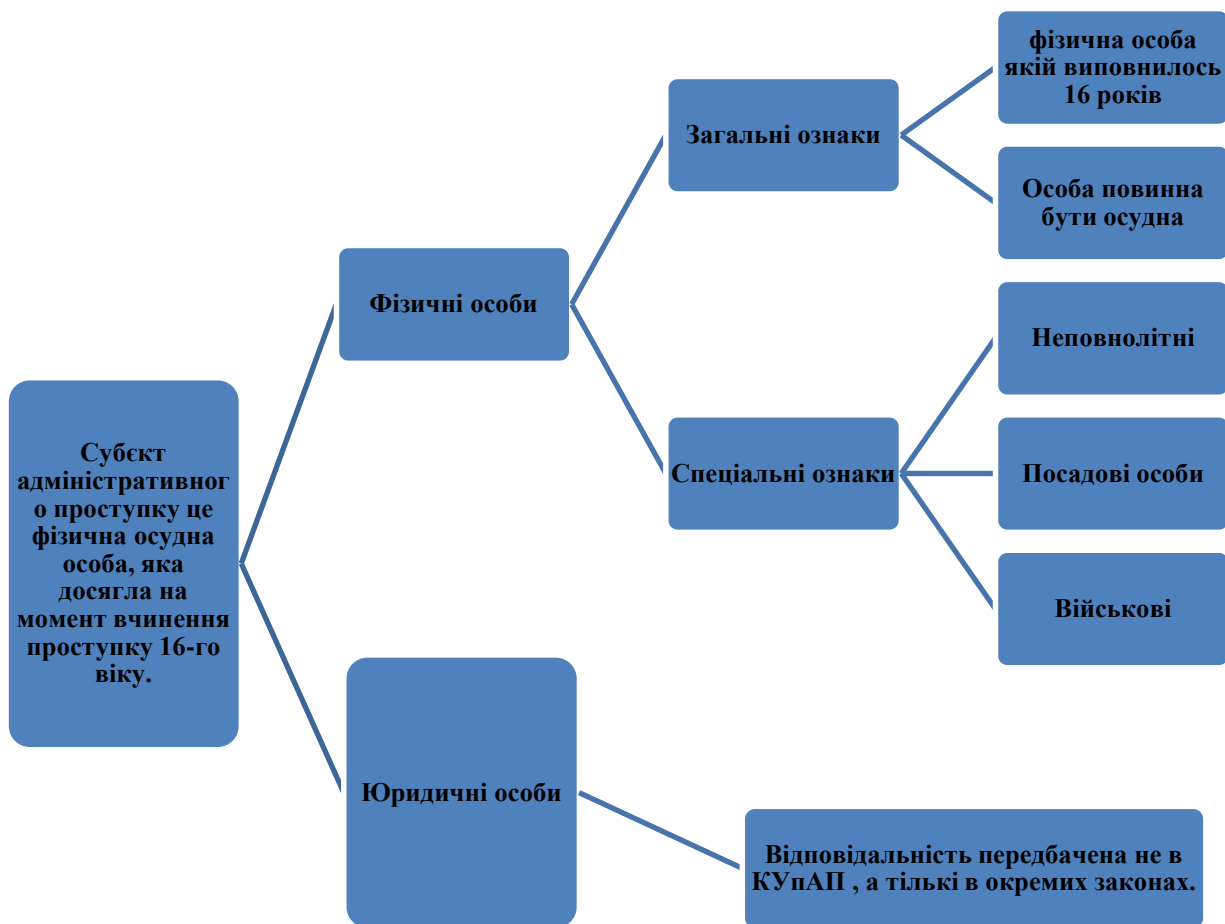 Субєкт
адміністративног
о проступку це
фізична осудна
особа, яка
досягла на
момент вчинення
проступку 16-го
віку.
Фізичні особи
Загальні ознаки
фізична особа
якій виповнилось
16 років
Особа повинна
бути осудна
Спеціальні ознаки
Неповнолітні
Посадові особи
Військові
Юридичні особи
Відповідальність передбачена не в
КУпАП , а тількі в окремих законах.